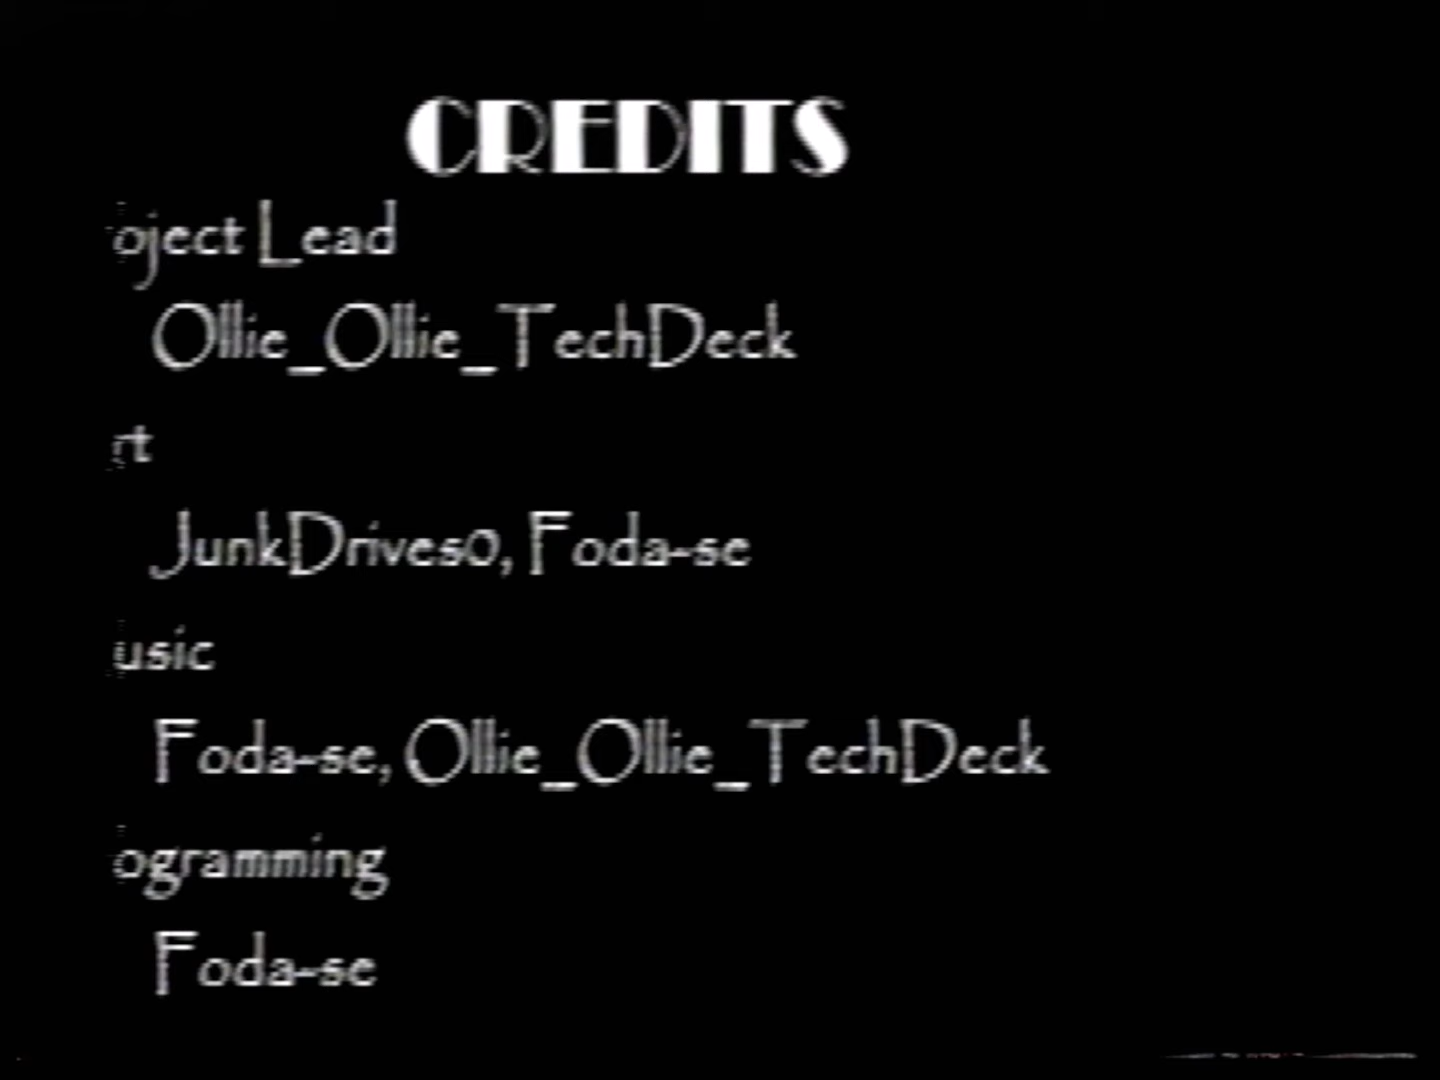 CREDITS
oject Lead
Ollie_Ollie_TechDeck
rt
JunkDrives0, Foda-se
usic
Foda-se, Ollie_Ollie_TechDeck
ogramming
Foda-se